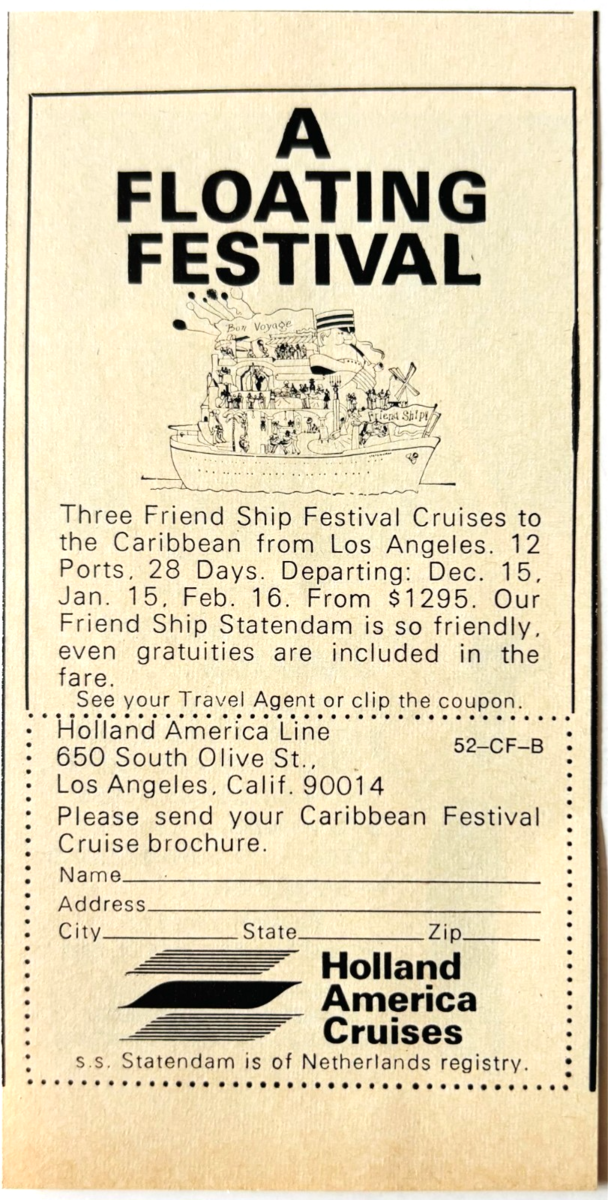 A
FLOATING
FESTIVAL
Bon Voyage
Friend Ship
Three Friend Ship Festival Cruises to
the Caribbean from Los Angeles. 12
Ports, 28 Days. Departing: Dec. 15,
Jan. 15, Feb. 16. From $1295. Our
Friend Ship Statendam is so friendly,
even gratuities are included in the
fare.
See your Travel Agent or clip the coupon.
Holland America Line
52–CF–B
650 South Olive St.,
Los Angeles, Calif. 90014
Please send your Caribbean Festival
Cruise brochure.
Name
Address
City State Zip
Holland
America
Cruises
s.s. Statendam is of Netherlands registry.